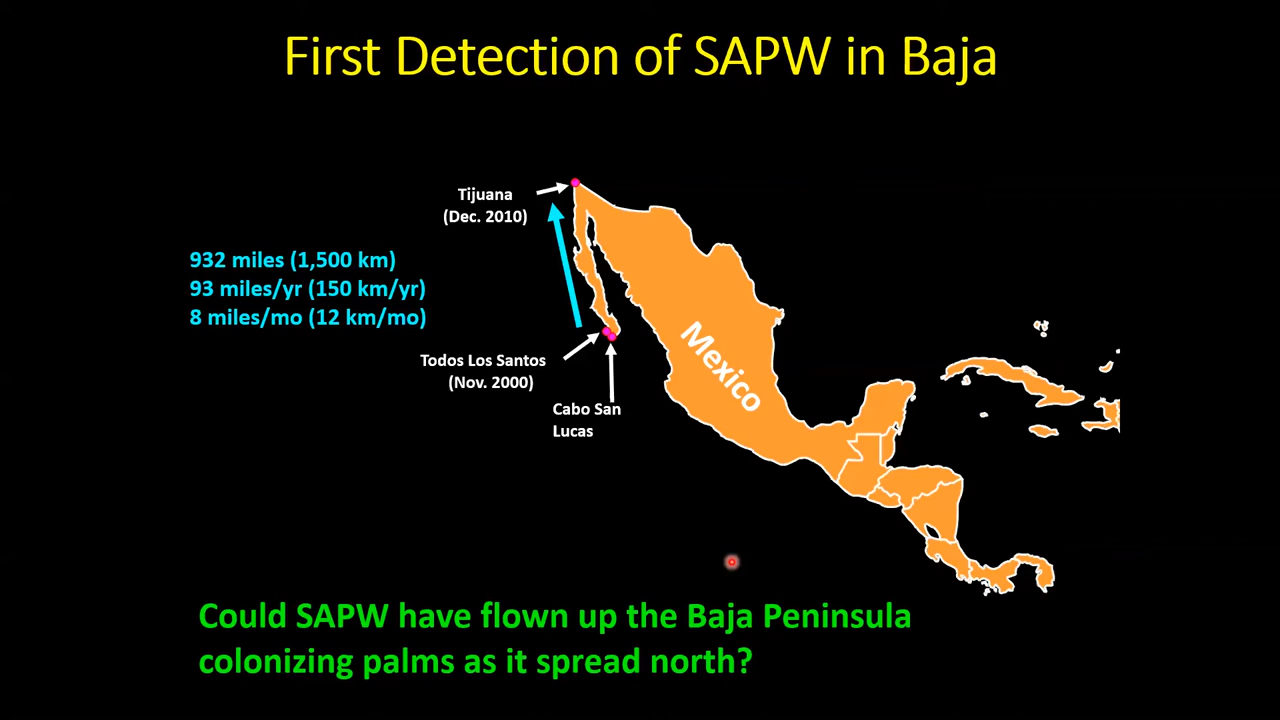 First Detection of SAPW in Baja
Tijuana
(Dec. 2010)
932 miles (1,500 km)
93 miles/yr (150 km/yr)
8 miles/mo (12 km/mo)
Todos Los Santos
(Nov. 2000)
Cabo San
Lucas
Mexico
Could SAPW have flown up the Baja Peninsula
colonizing palms as it spread north?